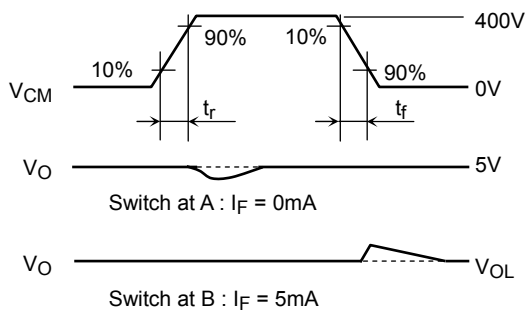 400V
90%
10%
10%
90%
VCM
0V
tr
tf
VO
5V
Switch at A : IF = 0mA
VO
VOL
Switch at B : IF = 5mA